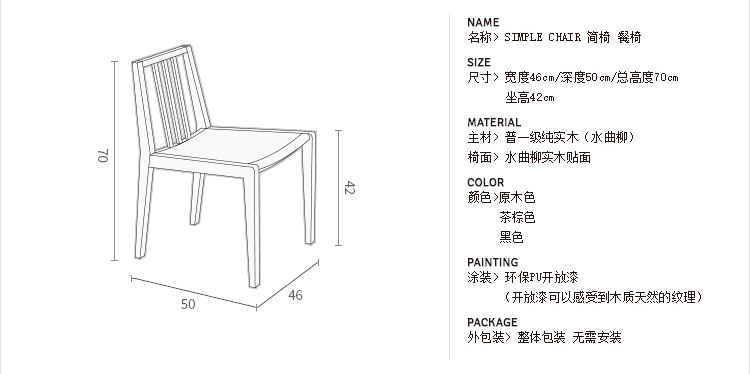 70
42
50
46
NAME
名称> SIMPLE CHAIR 简椅 餐椅
SIZE
尺寸> 宽度46cm/深度50cm/总高度70cm
坐高42cm
MATERIAL
主材> 普一级纯实木（水曲柳）
椅面> 水曲柳实木贴面
COLOR
颜色>原木色
茶棕色
黑色
PAINTING
涂装> 环保PU开放漆
（开放漆可以感受到木质天然的纹理）
PACKAGE
外包装> 整体包装 无需安装